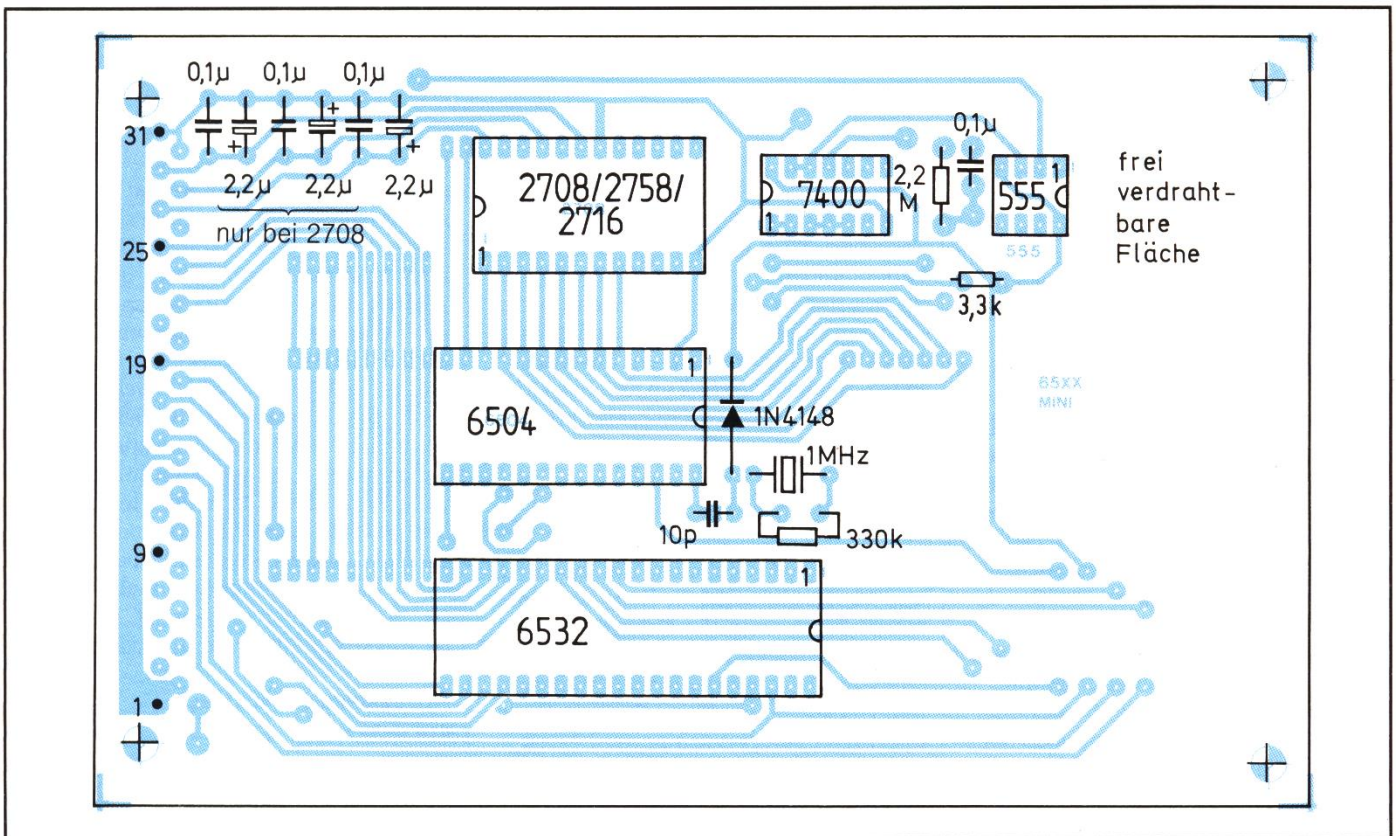 0,1µ 0,1µ 0,1µ
+
31
+
+
2,2µ 2,2µ 2,2µ
nur bei 2708
25
2708/2758/
2716
1
7400
1
2,2
M
0,1µ
555
1
555
frei
verdraht-
bare
Fläche
3,3k
19
6504
1
1N4148
65XX
MINI
1MHz
10p
330k
9
6532
1
1